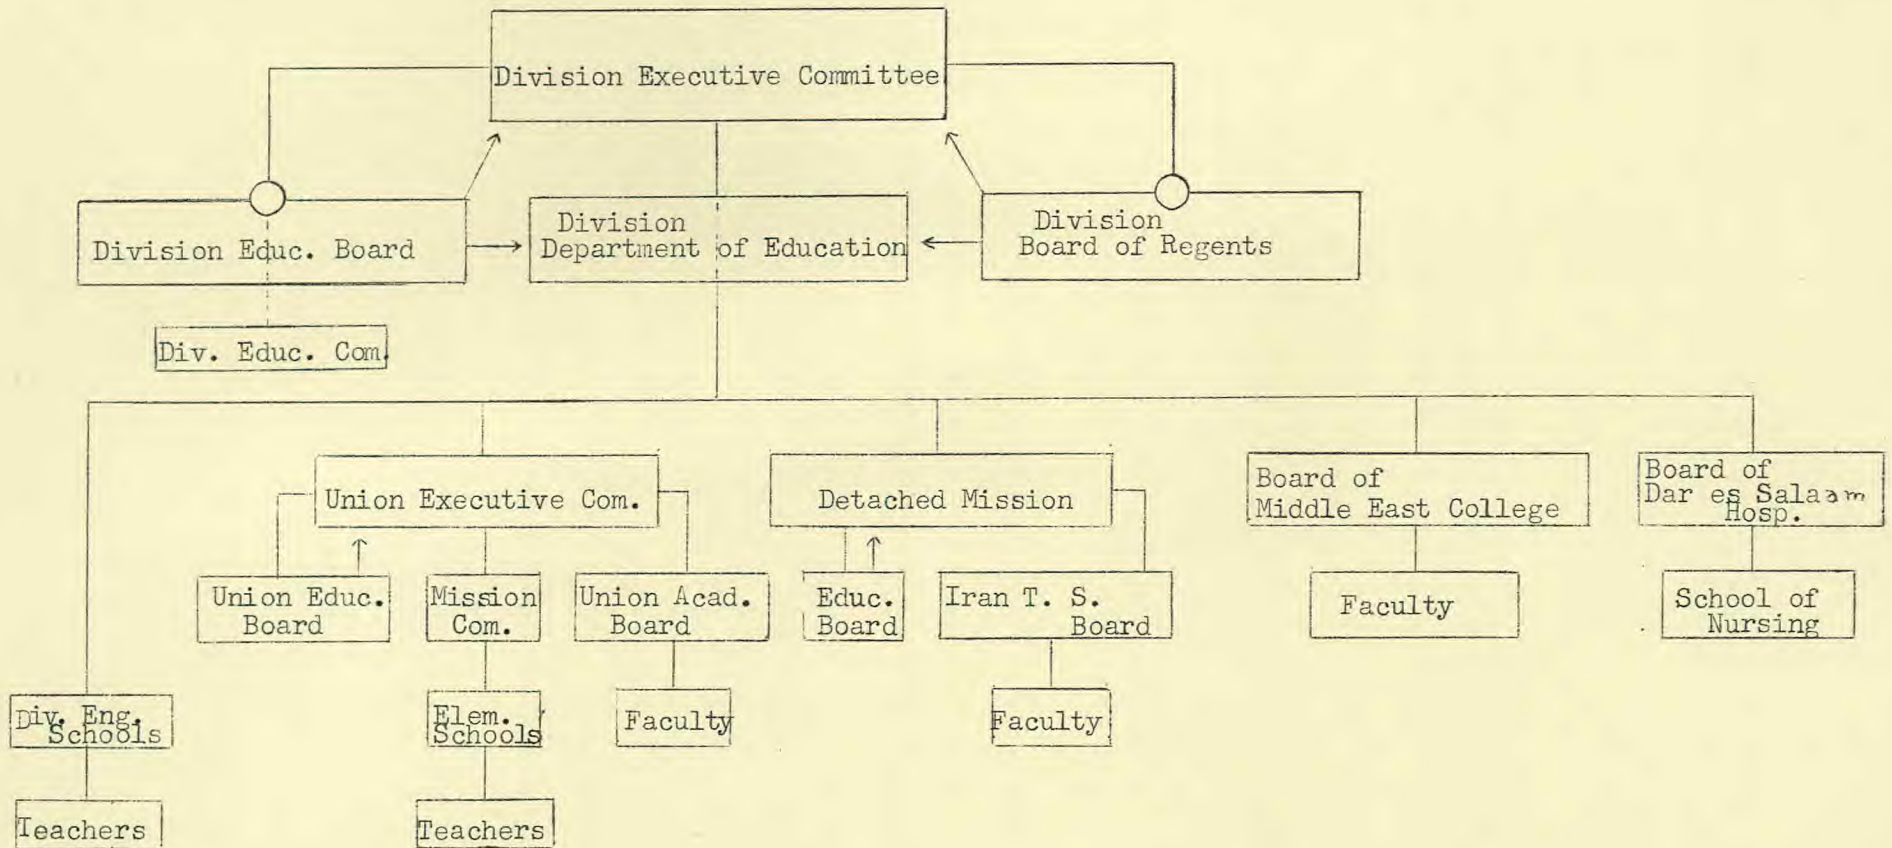 Division Executive Committee
Division Educ. Board
Division
Department of Education
Division
Board of Regents
Div. Educ. Com.
Union Executive Com.
Detached Mission
Board of
Middle East College
Board of
Dar es Salaam
Hosp.
Union Educ.
Board
Mission
Com.
Union Acad.
Board
Educ.
Board
Iran T. S.
Board
Faculty
School of
Nursing
Div. Eng.
Schools
Elem.
Schools
Faculty
Faculty
Teachers
Teachers